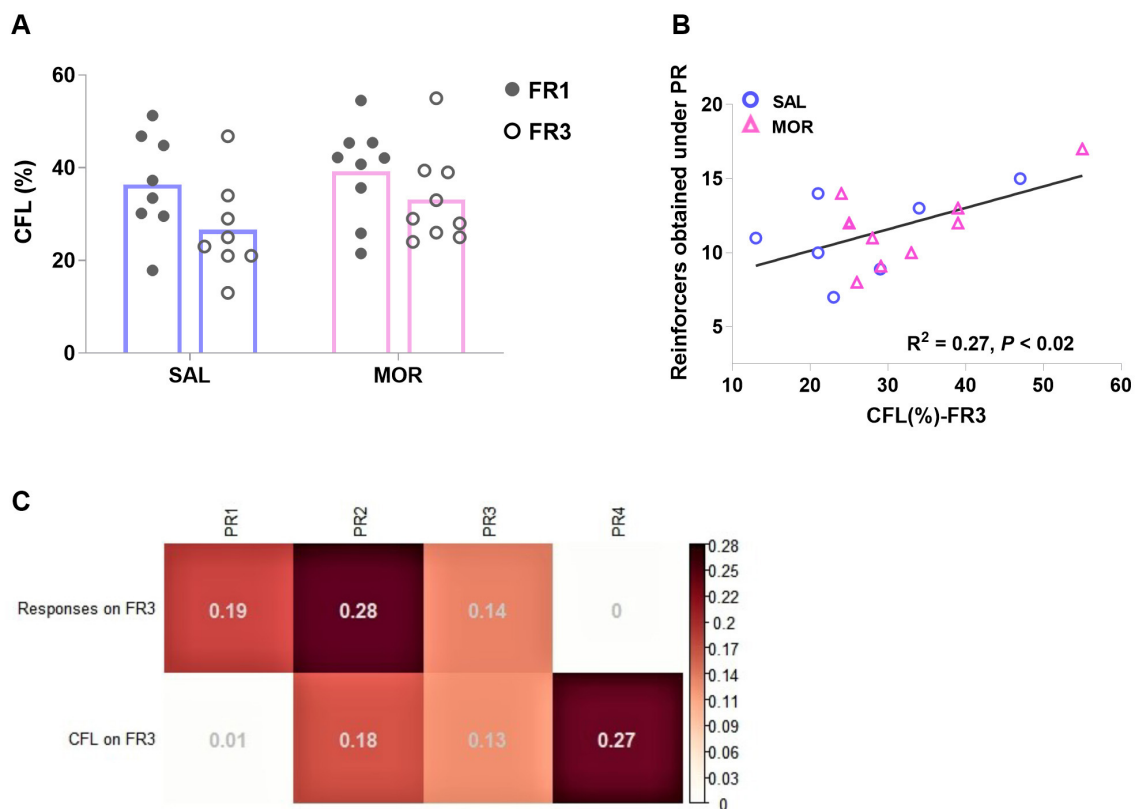 A
CFL (%)
60
40
20
0
SAL
MOR
FR1
FR3
B
Reinforcers obtained under PR
20
15
10
5
SAL
MOR
R² = 0.27, P < 0.02
10 20 30 40 50 60
CFL(%)-FR3
C
PR1 PR2 PR3 PR4
Responses on FR3 0.19 0.28 0.14 0
CFL on FR3 0.01 0.18 0.13 0.27
0.28
0.25
0.22
0.2
0.17
0.14
0.11
0.09
0.06
0.03
0